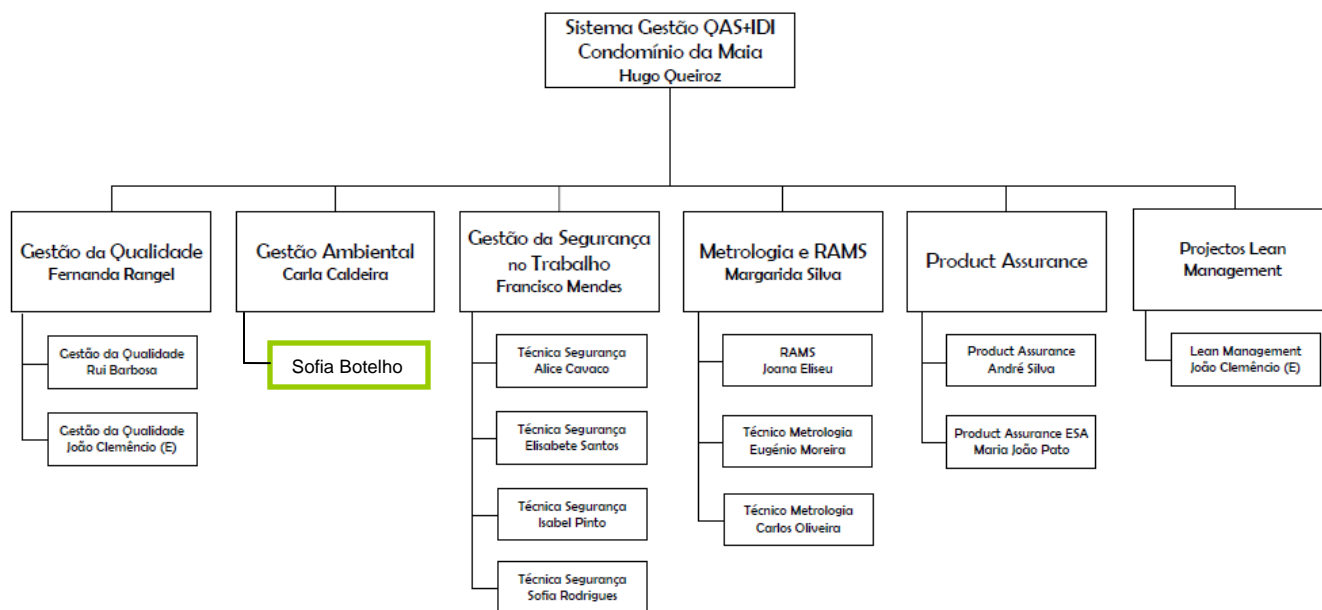 Sistema Gestão QAS+IDI
Condomínio da Maia
Hugo Queiroz
Gestão da Qualidade
Fernanda Rangel
Gestão da Qualidade
Rui Barbosa
Gestão da Qualidade
João Clemêncio (E)
Gestão Ambiental
Carla Caldeira
Sofia Botelho
Gestão da Segurança
no Trabalho
Francisco Mendes
Técnica Segurança
Alice Cavaco
Técnica Segurança
Elisabete Santos
Técnica Segurança
Isabel Pinto
Técnica Segurança
Sofia Rodrigues
Metrologia e RAMS
Margarida Silva
RAMS
Joana Eliseu
Técnico Metrologia
Eugénio Moreira
Técnico Metrologia
Carlos Oliveira
Product Assurance
Product Assurance
André Silva
Product Assurance ESA
Maria João Pato
Projectos Lean
Management
Lean Management
João Clemêncio (E)